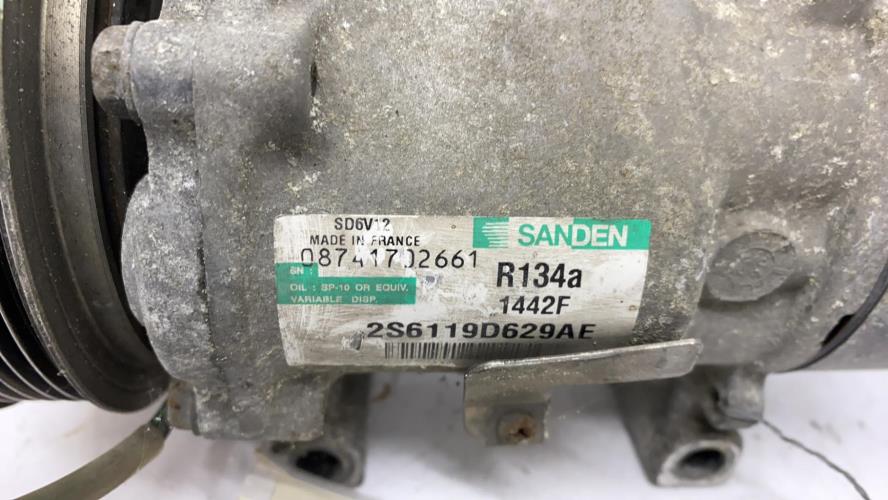 SD6V12
MADE IN FRANCE
SANDEN
08741702661
SN :
R134a
OIL : SP-10 OR EQUIV.
VARIABLE DISP.
1442F
2S6119D629AE